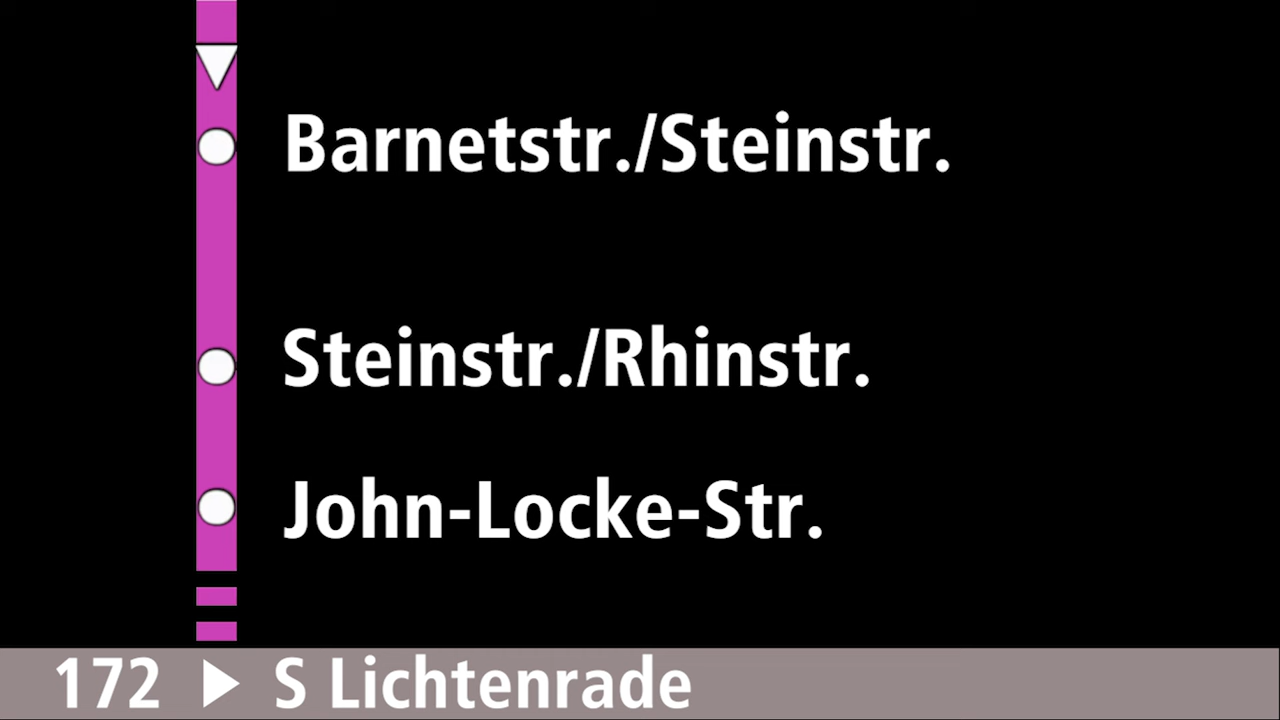 Barnetstr./Steinstr.
Steinstr./Rhinstr.
John-Locke-Str.
172 ▶ S Lichtenrade